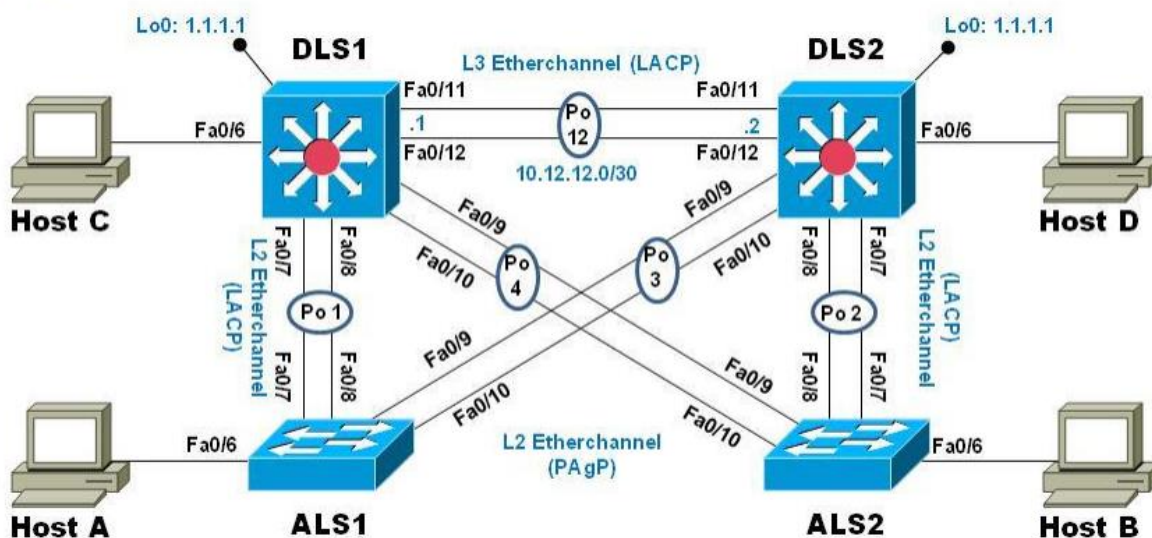 Lo0: 1.1.1.1
Lo0: 1.1.1.1
DLS1
DLS2
L3 Etherchannel (LACP)
Fa0/11
Fa0/11
Fa0/6
.1
Po
12
.2
Fa0/6
Fa0/12
Fa0/12
10.12.12.0/30
Host C
Host D
Fa0/9
Fa0/9
Fa0/7
Fa0/8
Fa0/10
Po
4
Po
3
Fa0/10
Fa0/8
Fa0/7
L2 Etherchannel
(LACP)
Po 1
Po 2
L2 Etherchannel
(LACP)
Fa0/7
Fa0/8
Fa0/9
Fa0/10
Fa0/9
Fa0/10
Fa0/8
Fa0/7
Fa0/6
L2 Etherchannel
(PAgP)
Fa0/6
Host A
ALS1
ALS2
Host B